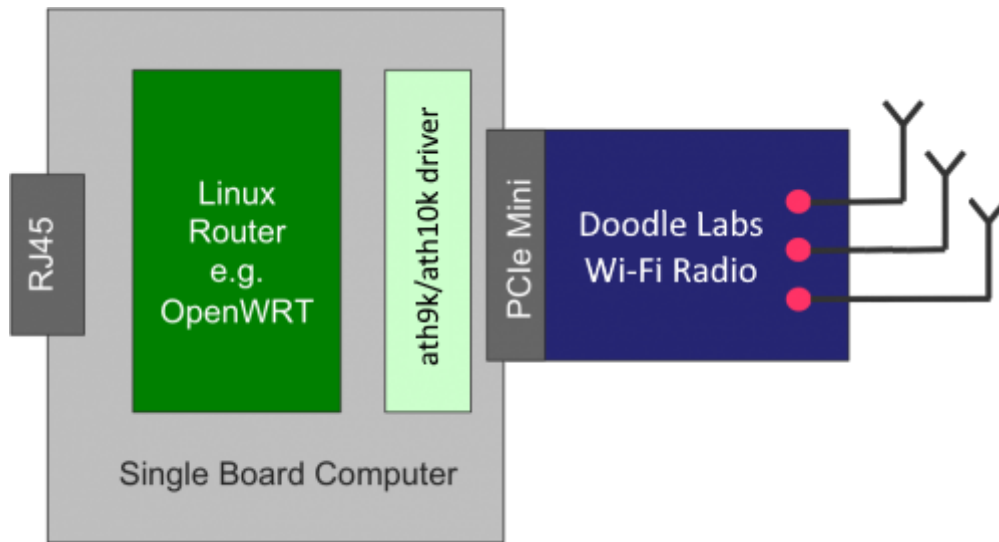 RJ45
Linux
Router
e.g.
OpenWRT
ath9k/ath10k driver
PCIe Mini
Doodle Labs
Wi-Fi Radio
Single Board Computer